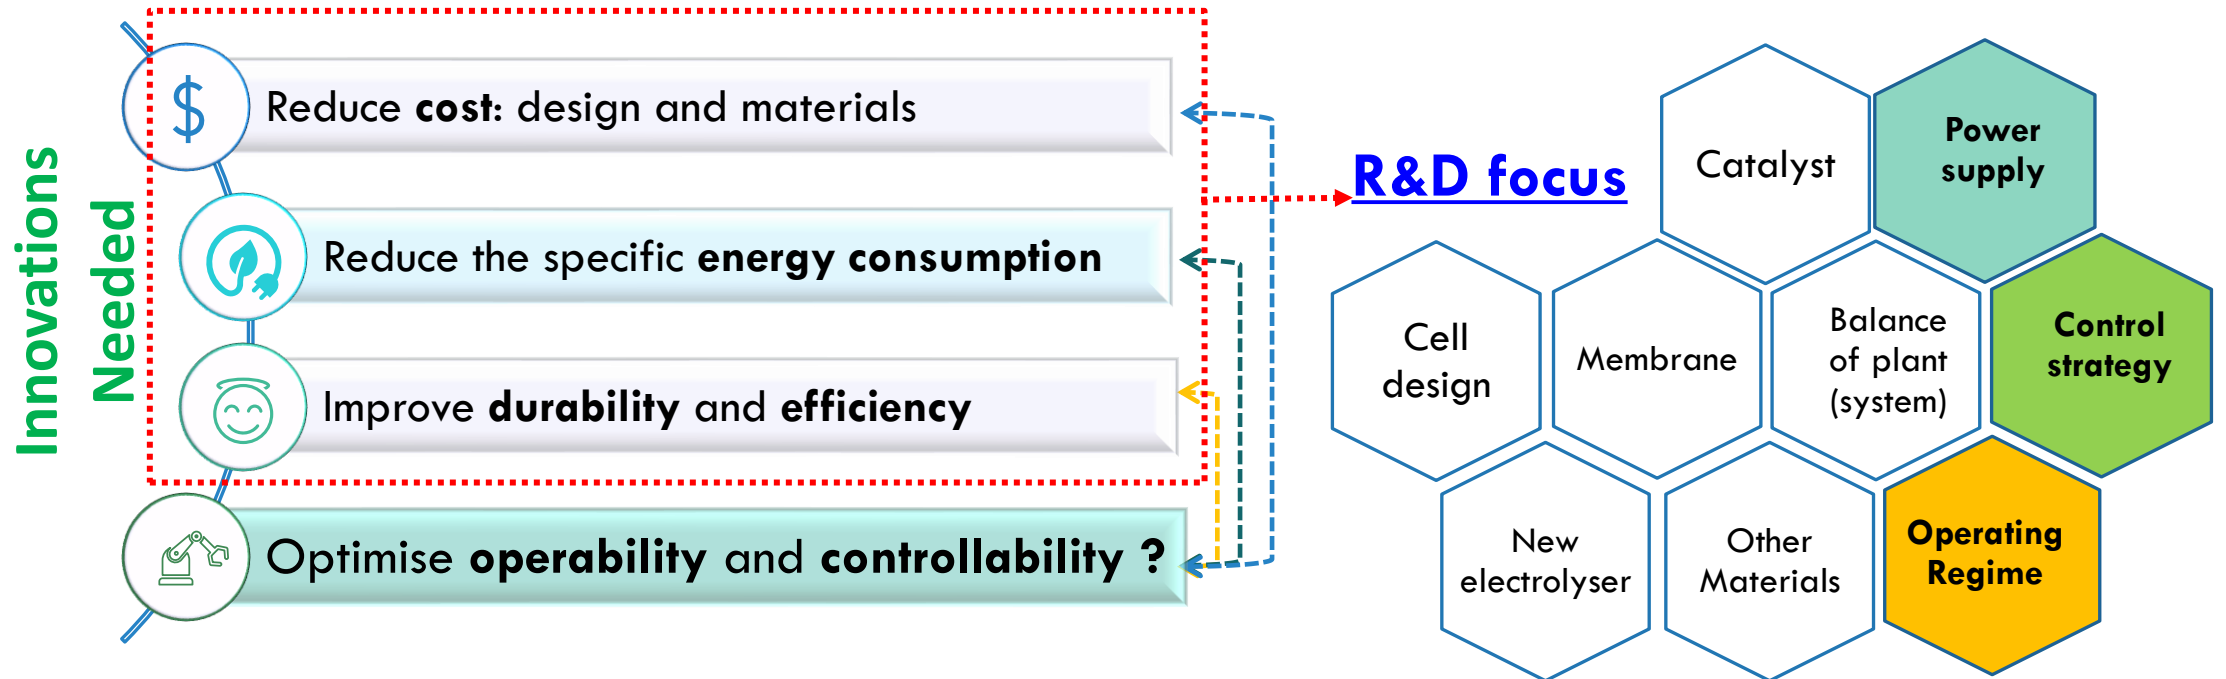 Innovations
Needed
$
Reduce cost: design and materials
Reduce the specific energy consumption
Improve durability and efficiency
Optimise operability and controllability ?
R&D focus
Catalyst
Power
supply
Cell
design
Membrane
Balance
of plant
(system)
Control
strategy
New
electrolyser
Other
Materials
Operating
Regime